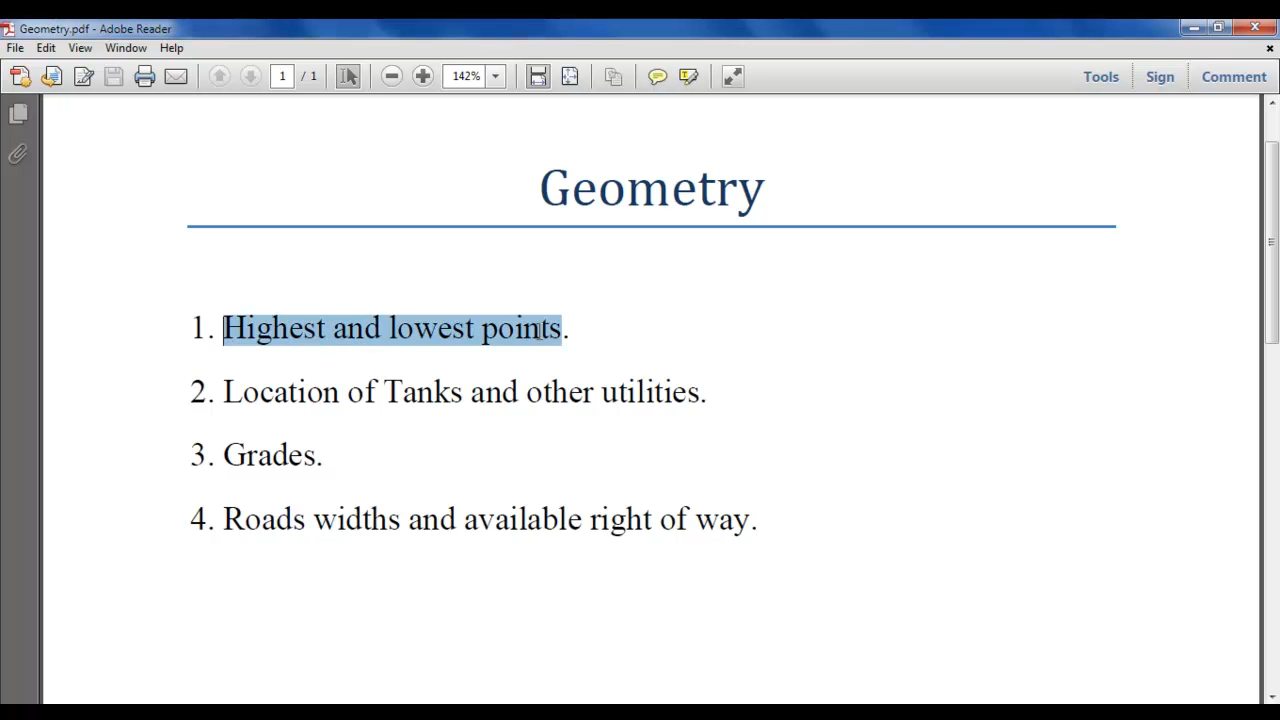 Geometry.pdf - Adobe Reader
File Edit View Window Help
1 / 1 142% Tools Sign Comment
Geometry
1. Highest and lowest points.
2. Location of Tanks and other utilities.
3. Grades.
4. Roads widths and available right of way.